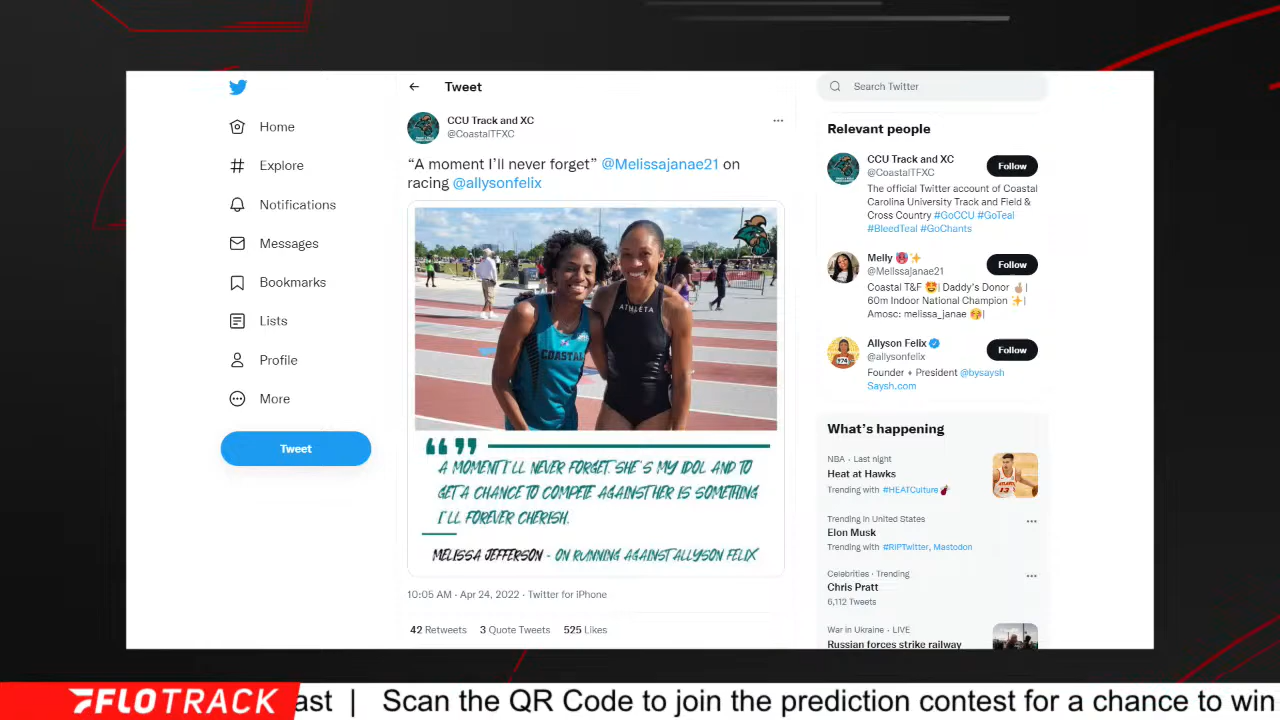 Home
Explore
Notifications
Messages
Bookmarks
Lists
Profile
More
Tweet
Tweet
CCU Track and XC
@CoastalTFXC
“A moment I’ll never forget” @Melissajanae21 on
racing @allysonfelix
COASTAL
ATHLETA
A MOMENT I'LL NEVER FORGET. SHE'S MY IDOL AND TO
GET A CHANCE TO COMPETE AGAINST HER IS SOMETHING
I'LL FOREVER CHERISH.
MELISSA JEFFERSON - ON RUNNING AGAINST ALLYSON FELIX
10:05 AM · Apr 24, 2022 · Twitter for iPhone
42 Retweets 3 Quote Tweets 525 Likes
Search Twitter
Relevant people
CCU Track and XC
@CoastalTFXC
Follow
The official Twitter account of Coastal
Carolina University Track and Field &
Cross Country #GoCCU #GoTeal
#BleedTeal #GoChants
Melly
@Melissajanae21
Follow
Coastal T&F | Daddy's Donor |
60m Indoor National Champion |
Amosc: melissa_janae |
Allyson Felix
@allysonfelix
Follow
Founder + President @bysaysh
Saysh.com
What’s happening
NBA · Last night
Heat at Hawks
Trending with #HEATCulture
Trending in United States
Elon Musk
Trending with #RIPTwitter, Mastodon
Celebrities · Trending
Chris Pratt
6,112 Tweets
War in Ukraine · LIVE
Russian forces strike railway
FLOTRACK
ast | Scan the QR Code to join the prediction contest for a chance to win